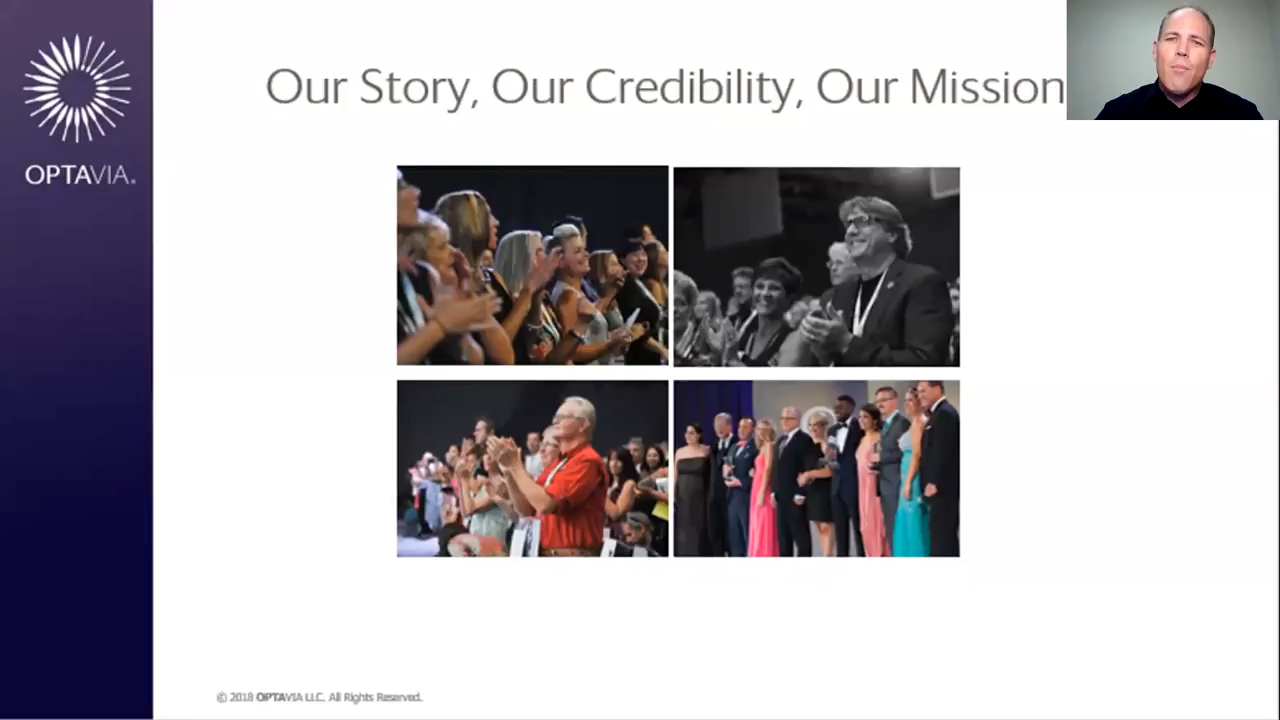 Our Story, Our Credibility, Our Mission
OPTAVIA.
© 2018 OPTAVIA LLC. All Rights Reserved.